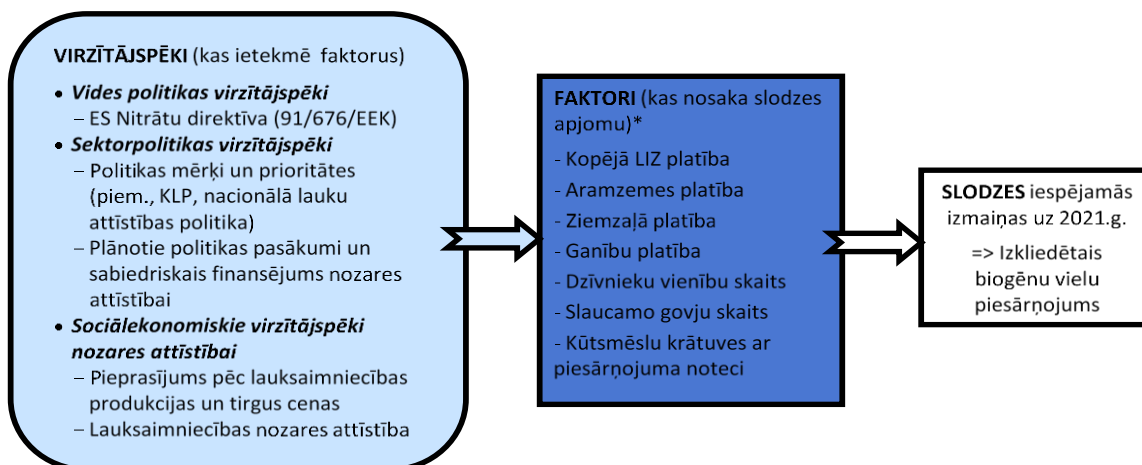 VIRZĪTĀJSPĒKI (kas ietekmē faktorus)
• Vides politikas virzītājspēki
– ES Nitrātu direktīva (91/676/EEK)
• Sektorpolitikas virzītājspēki
– Politikas mērķi un prioritātes
(piem., KLP, nacionālā lauku
attīstības politika)
– Plānotie politikas pasākumi un
sabiedriskais finansējums nozares
attīstībai
• Sociālekonomiskie virzītājspēki
nozares attīstībai
– Pieprasījums pēc lauksaimniecības
produkcijas un tirgus cenas
– Lauksaimniecības nozares attīstība
FAKTORI (kas nosaka slodzes
apjomu)*
- Kopējā LIZ platība
- Aramzemes platība
- Ziemzaļā platība
- Ganību platība
- Dzīvnieku vienību skaits
- Slaucamo govju skaits
- Kūtsmēslu krātuves ar
piesārņojuma noteci
SLODZES iespējamās
izmaiņas uz 2021.g.
=> Izkliedētais
biogēnu vielu
piesārņojums